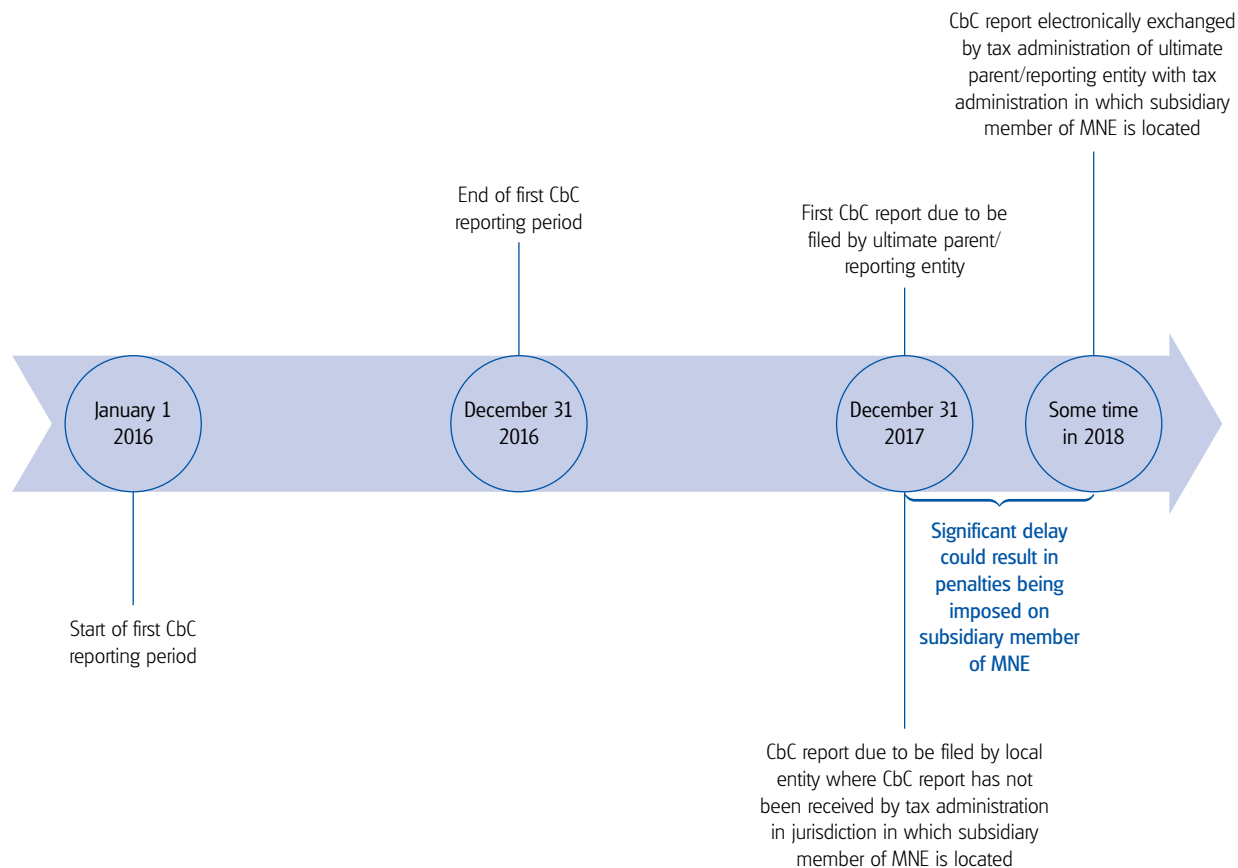 CbC report electronically exchanged
by tax administration of ultimate
parent/reporting entity with tax
administration in which subsidiary
member of MNE is located
End of first CbC
reporting period
First CbC report due to be
filed by ultimate parent/
reporting entity
January 1
2016
December 31
2016
December 31
2017
Some time
in 2018
Significant delay
could result in
penalties being
imposed on
subsidiary member
of MNE
Start of first CbC
reporting period
CbC report due to be filed by local
entity where CbC report has not
been received by tax administration
in jurisdiction in which subsidiary
member of MNE is located